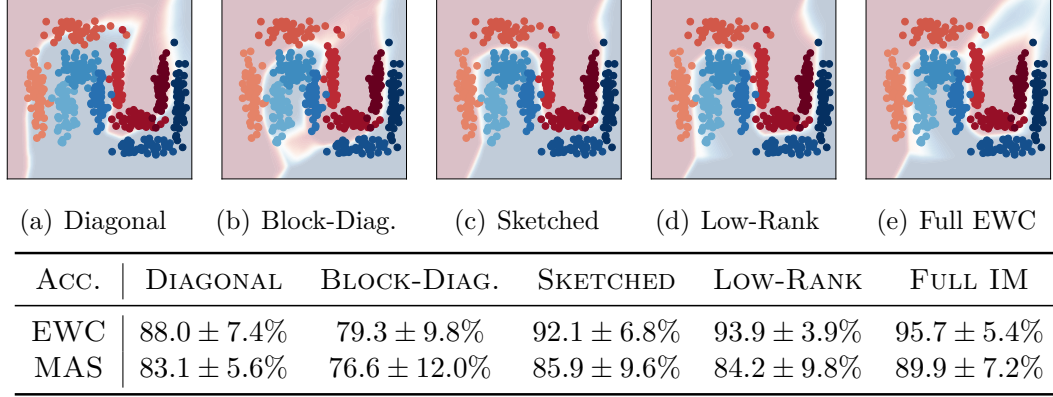 (a) Diagonal (b) Block-Diag. (c) Sketched (d) Low-Rank (e) Full EWC
ACC. DIAGONAL BLOCK-DIAG. SKETCHED LOW-RANK FULL IM
EWC 88.0 ± 7.4% 79.3 ± 9.8% 92.1 ± 6.8% 93.9 ± 3.9% 95.7 ± 5.4%
MAS 83.1 ± 5.6% 76.6 ± 12.0% 85.9 ± 9.6% 84.2 ± 9.8% 89.9 ± 7.2%